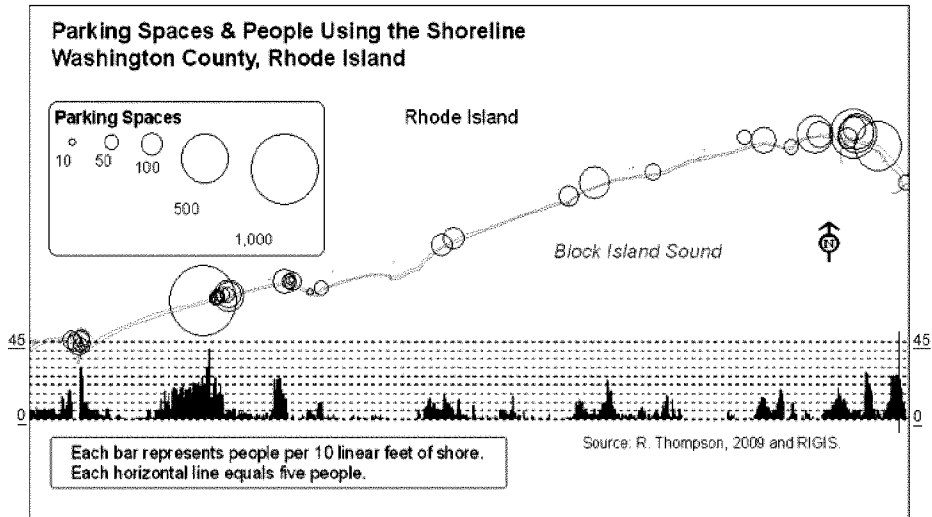 Parking Spaces & People Using the Shoreline
Washington County, Rhode Island
Parking Spaces
10
50
100
500
1,000
Rhode Island
Block Island Sound
N
45
45
0
0
Each bar represents people per 10 linear feet of shore.
Each horizontal line equals five people.
Source: R. Thompson, 2009 and RIGIS.